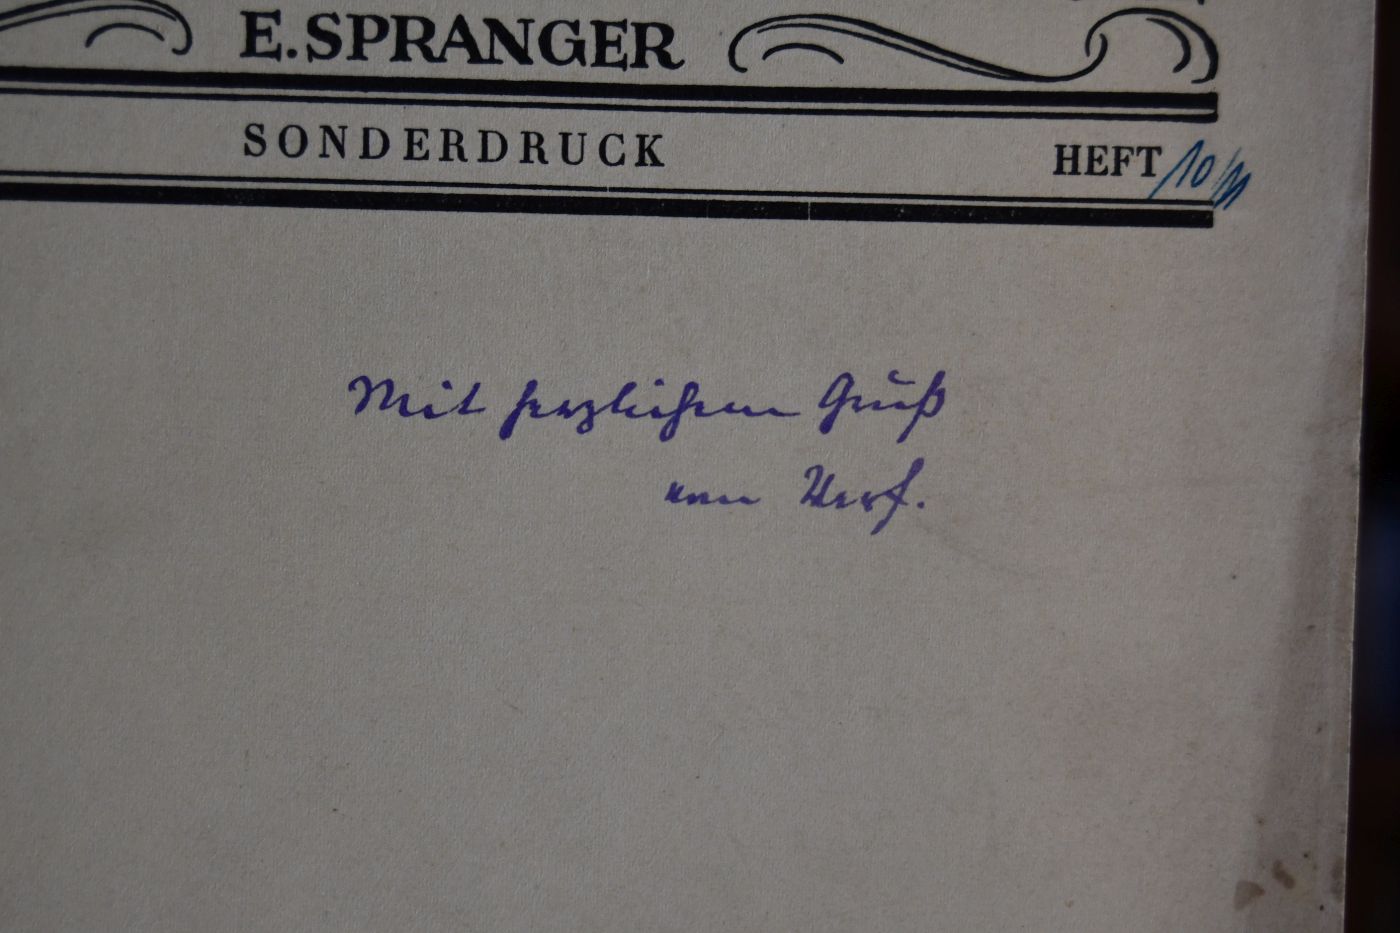 E. SPRANGER
SONDERDRUCK
HEFT 10/11
Mit herzlichem Gruß
vom Verf.